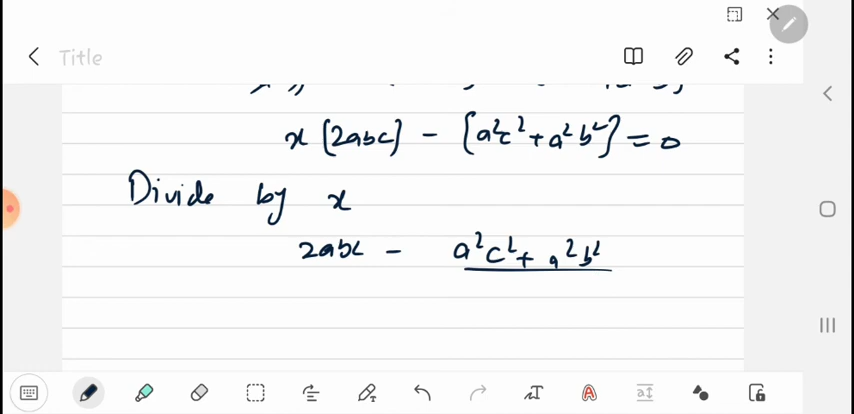 Title
x [2abc] - [a²c² + a²b²] = 0
Divide by x
2abc - a²c² + a²b²